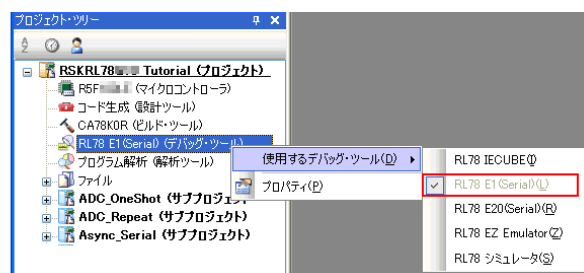 プロジェクト・ツリー
RSKRL78 Tutorial (プロジェクト)
R5F (マイクロコントローラ)
コード生成 (設計ツール)
CA78K0R (ビルド・ツール)
RL78 E1(Serial) (デバッグ・ツール)
プログラム解析 (解析ツール)
ファイル
ADC_OneShot (サブプロジェクト)
ADC_Repeat (サブプロジェクト)
Async_Serial (サブプロジェクト)
使用するデバッグ・ツール(D)
プロパティ(P)
RL78 IECUBE(I)
RL78 E1(Serial)(L)
RL78 E20(Serial)(R)
RL78 EZ Emulator(Z)
RL78 シミュレータ(S)